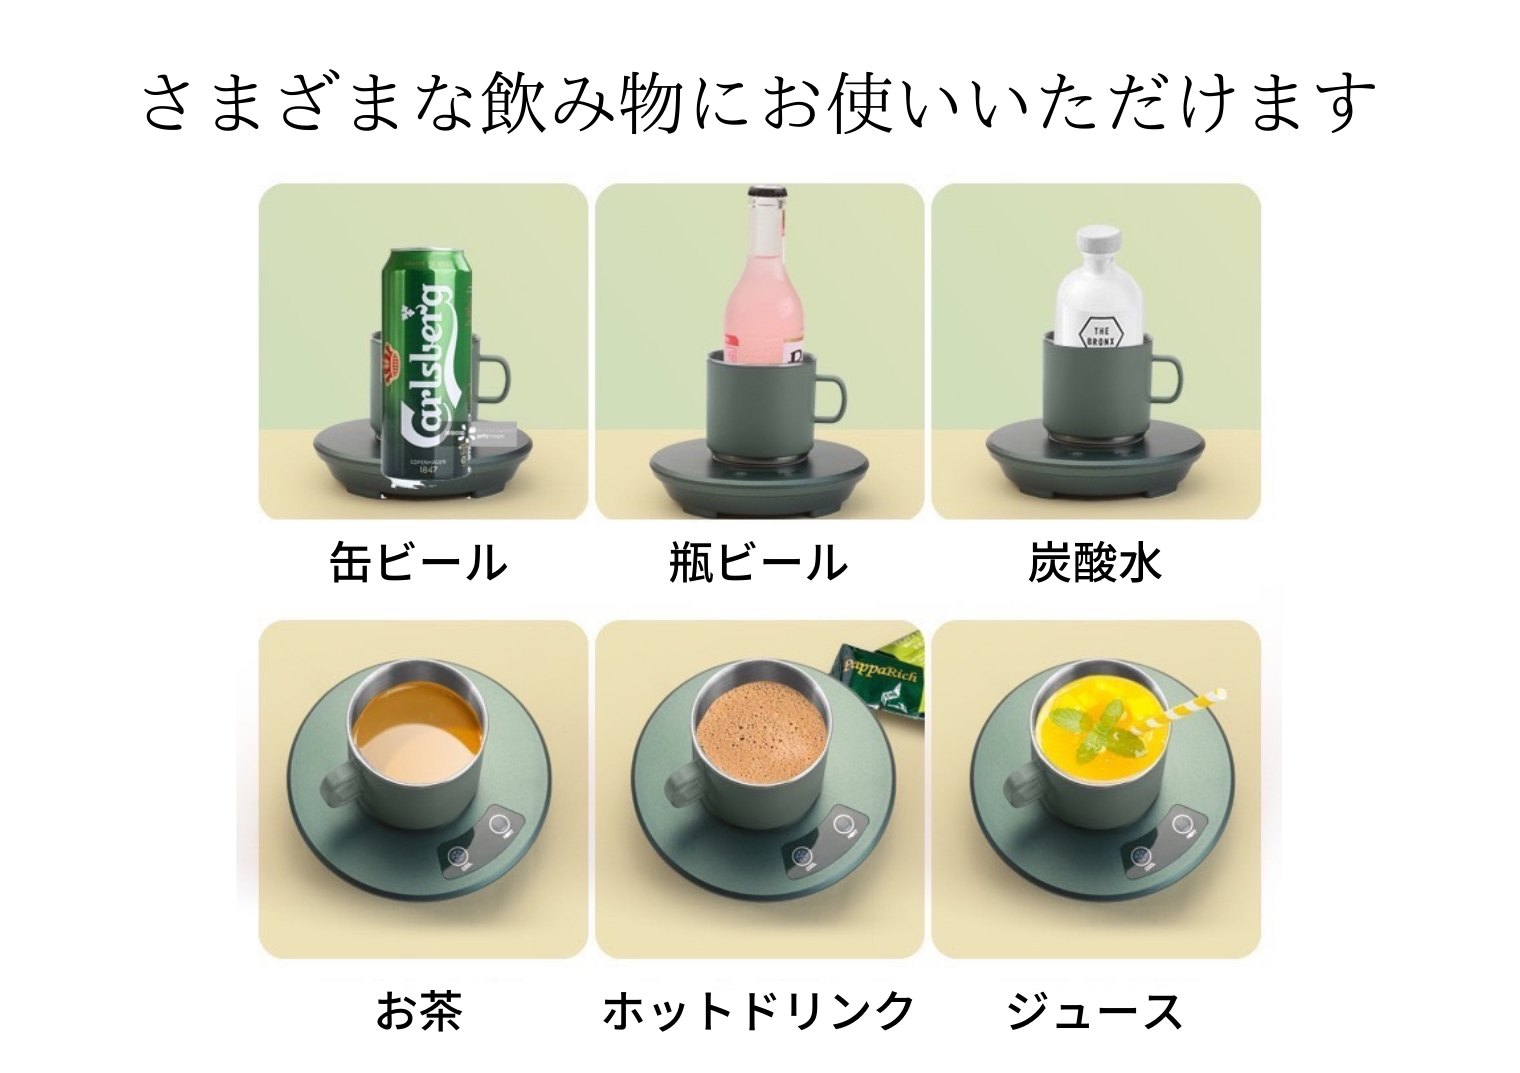 さまざまな飲み物にお使いいただけます
Carlsberg
COPENHAGEN
1847
THE
BRONX
缶ビール
瓶ビール
炭酸水
PappaRich
お茶
ホットドリンク
ジュース